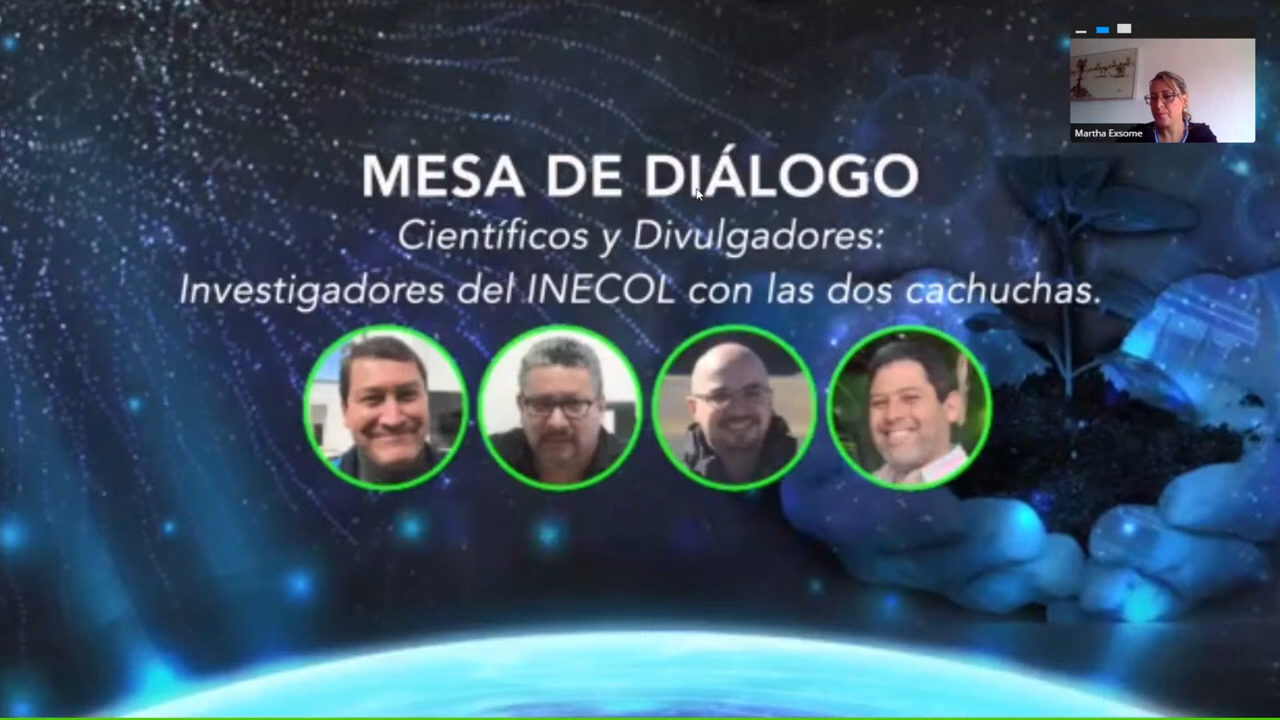 MESA DE DIÁLOGO
Científicos y Divulgadores:
Investigadores del INECOL con las dos cachuchas.
Martha Exsome